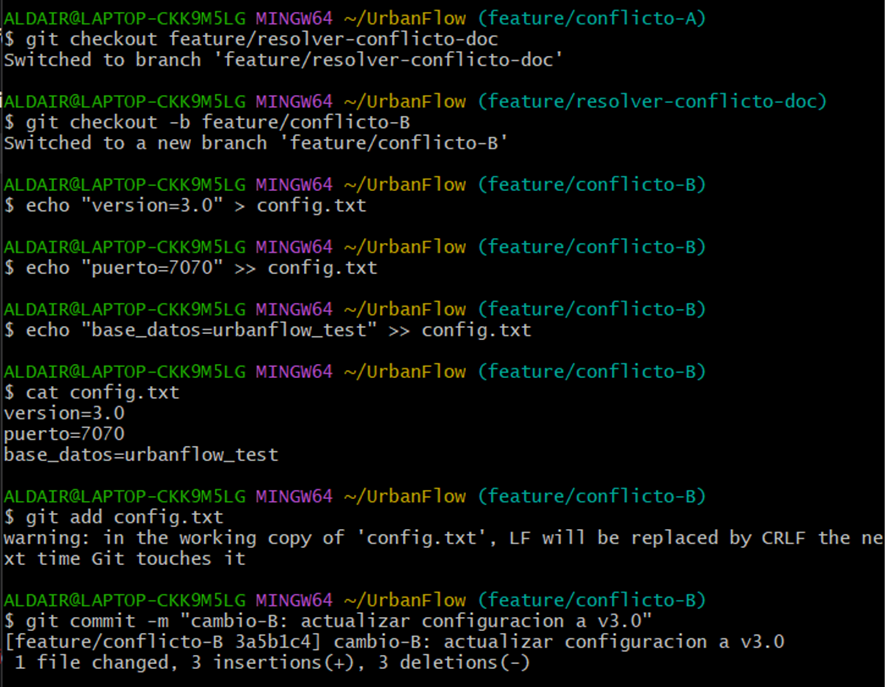 ALDAIR@LAPTOP-CKK9M5LG MINGW64 ~/UrbanFlow (feature/conflicto-A)
$ git checkout feature/resolver-conflicto-doc
Switched to branch 'feature/resolver-conflicto-doc'
ALDAIR@LAPTOP-CKK9M5LG MINGW64 ~/UrbanFlow (feature/resolver-conflicto-doc)
$ git checkout -b feature/conflicto-B
Switched to a new branch 'feature/conflicto-B'
ALDAIR@LAPTOP-CKK9M5LG MINGW64 ~/UrbanFlow (feature/conflicto-B)
$ echo "version=3.0" > config.txt
ALDAIR@LAPTOP-CKK9M5LG MINGW64 ~/UrbanFlow (feature/conflicto-B)
$ echo "puerto=7070" >> config.txt
ALDAIR@LAPTOP-CKK9M5LG MINGW64 ~/UrbanFlow (feature/conflicto-B)
$ echo "base_datos=urbanflow_test" >> config.txt
ALDAIR@LAPTOP-CKK9M5LG MINGW64 ~/UrbanFlow (feature/conflicto-B)
$ cat config.txt
version=3.0
puerto=7070
base_datos=urbanflow_test
ALDAIR@LAPTOP-CKK9M5LG MINGW64 ~/UrbanFlow (feature/conflicto-B)
$ git add config.txt
warning: in the working copy of 'config.txt', LF will be replaced by CRLF the ne
xt time Git touches it
ALDAIR@LAPTOP-CKK9M5LG MINGW64 ~/UrbanFlow (feature/conflicto-B)
$ git commit -m "cambio-B: actualizar configuracion a v3.0"
[feature/conflicto-B 3a5b1c4] cambio-B: actualizar configuracion a v3.0
 1 file changed, 3 insertions(+), 3 deletions(-)